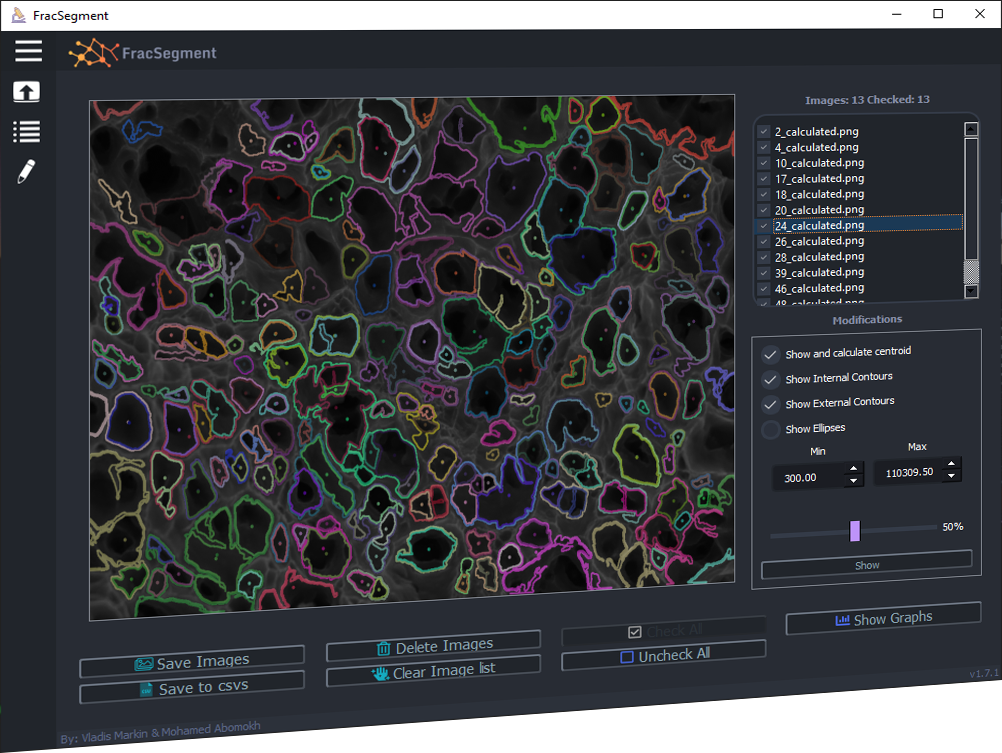 FracSegment
FracSegment
Images: 13 Checked: 13
2_calculated.png
4_calculated.png
10_calculated.png
17_calculated.png
18_calculated.png
20_calculated.png
24_calculated.png
26_calculated.png
28_calculated.png
39_calculated.png
46_calculated.png
48_calculated.png
Modifications
Show and calculate centroid
Show Internal Contours
Show External Contours
Show Ellipses
Min Max
300.00 110309.50
50%
Show
Save Images
Save to csvs
Delete Images
Clear Image list
Check All
Uncheck All
Show Graphs
v1.7.1
By: Vladis Markin & Mohamed Abomokh